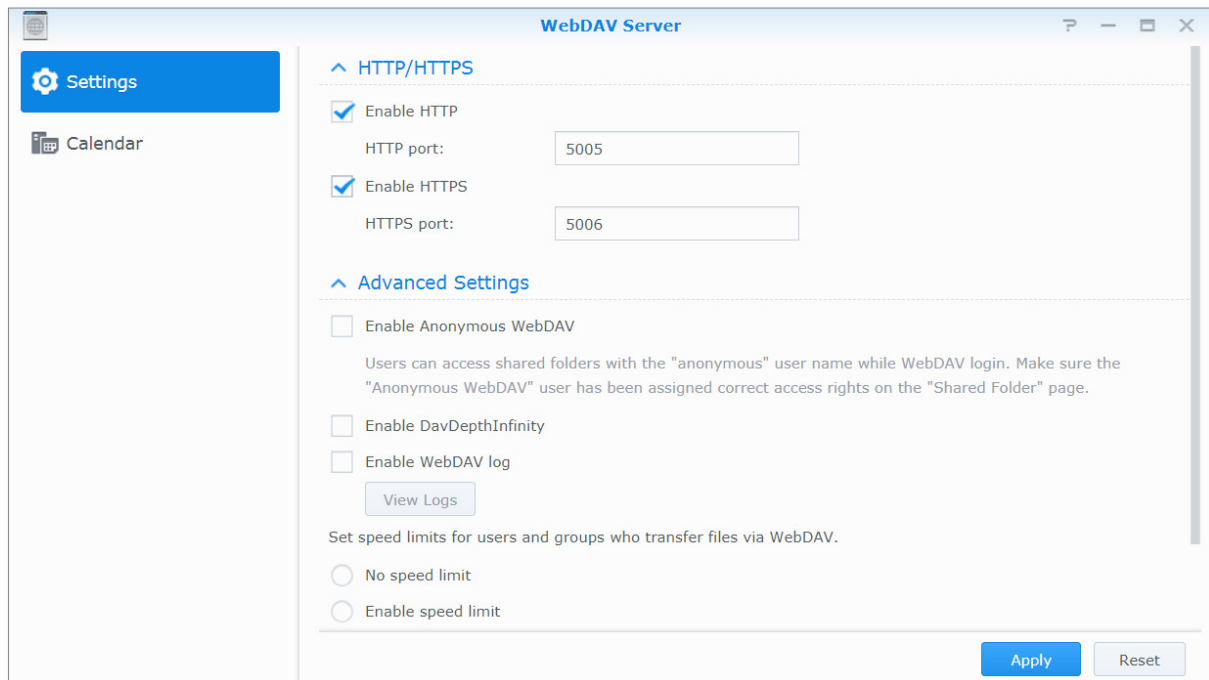 WebDAV Server
Settings
Calendar
HTTP/HTTPS
Enable HTTP
HTTP port: 5005
Enable HTTPS
HTTPS port: 5006
Advanced Settings
Enable Anonymous WebDAV
Users can access shared folders with the "anonymous" user name while WebDAV login. Make sure the
"Anonymous WebDAV" user has been assigned correct access rights on the "Shared Folder" page.
Enable DavDepthInfinity
Enable WebDAV log
View Logs
Set speed limits for users and groups who transfer files via WebDAV.
No speed limit
Enable speed limit
Apply Reset